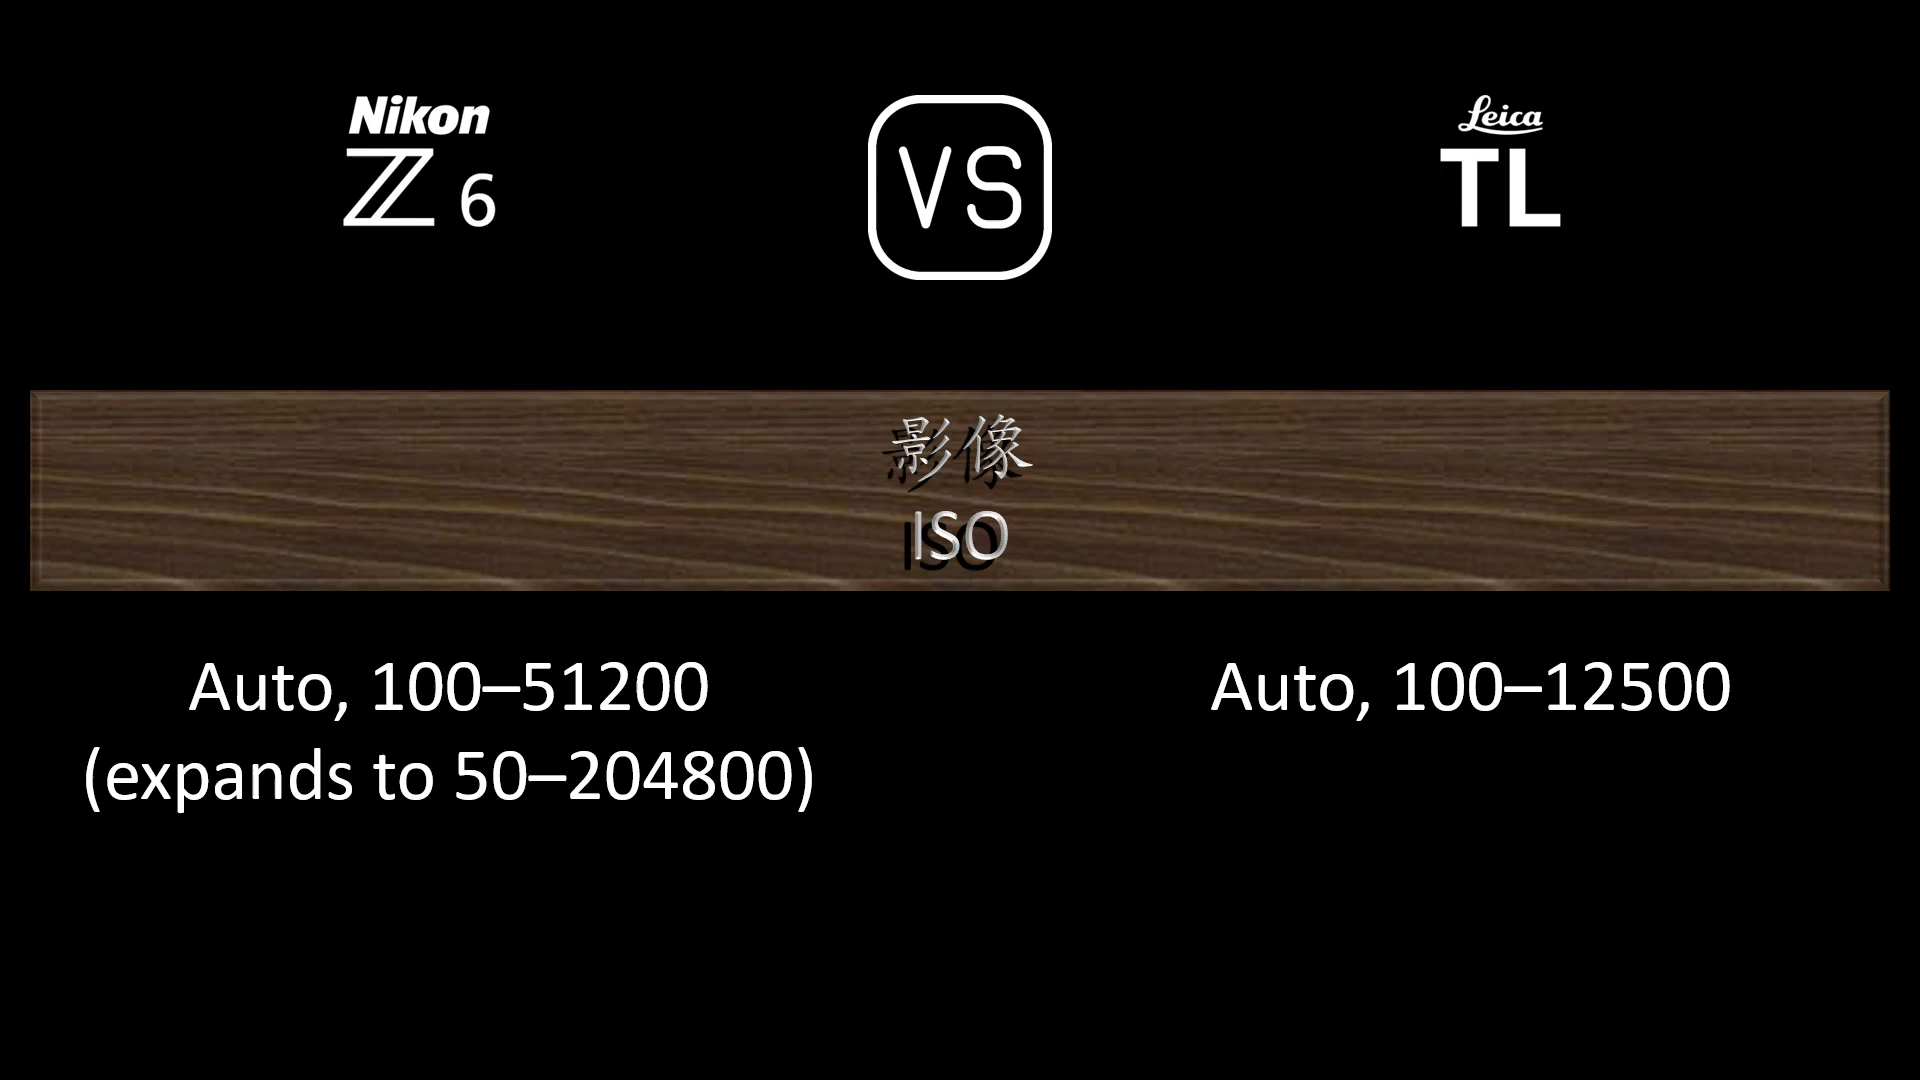 Nikon
Z 6
VS
Leica
TL
影像
ISO
Auto, 100–51200
(expands to 50–204800)
Auto, 100–12500